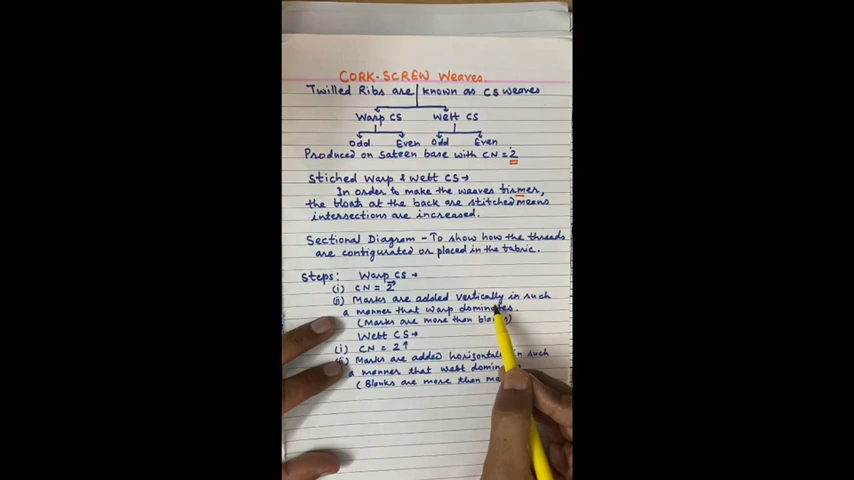 CORK-SCREW Weaves.
Twilled Ribs are known as CS weaves
Warp CS Weft CS
Odd Even Odd Even
Produced on Sateen base with CN = 2
Stiched Warp & Weft CS →
In order to make the weaves firmer,
the floats at the back are stitched means
intersections are increased.
Sectional Diagram - To show how the threads
are configurated or placed in the fabric.
Steps: Warp CS →
(i) CN = 2→
(ii) Marks are added vertically in such
a manner that warp dominates.
(Marks are more than blanks)
Weft CS →
(i) CN = 2↑
(ii) Marks are added horizontally in such
a manner that weft
(Blanks are more than